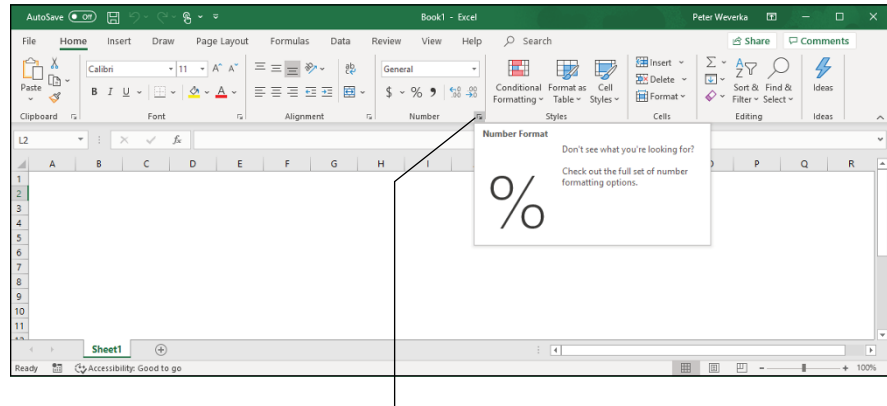 AutoSave Off Book1 - Excel Peter Weverka
File Home Insert Draw Page Layout Formulas Data Review View Help Search Share Comments
Paste Calibri 11 A^ A˅ ab General Conditional Formatting Format as Table Cell Styles Insert Delete Format Sort & Filter Find & Select Ideas
B I U A $ % 9
Clipboard Font Alignment Number Styles Cells Editing Ideas
L2 fx
Number Format
Don't see what you're looking for?
Check out the full set of number
formatting options.
%
A B C D E F G H I P Q R
1
2
3
4
5
6
7
8
9
10
11
Sheet1
Ready Accessibility: Good to go 100%